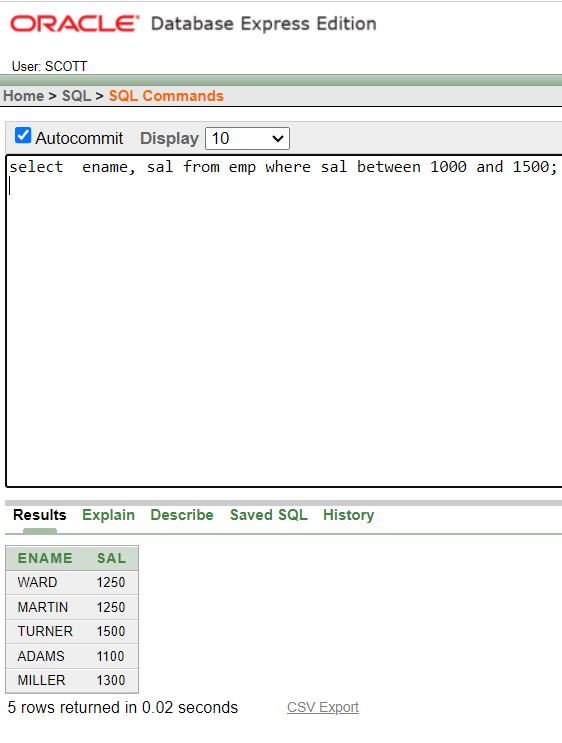 ORACLE® Database Express Edition
User: SCOTT
Home > SQL > SQL Commands
Autocommit Display 10
select  ename, sal from emp where sal between 1000 and 1500;
Results Explain Describe Saved SQL History
ENAME SAL
WARD 1250
MARTIN 1250
TURNER 1500
ADAMS 1100
MILLER 1300
5 rows returned in 0.02 seconds CSV Export